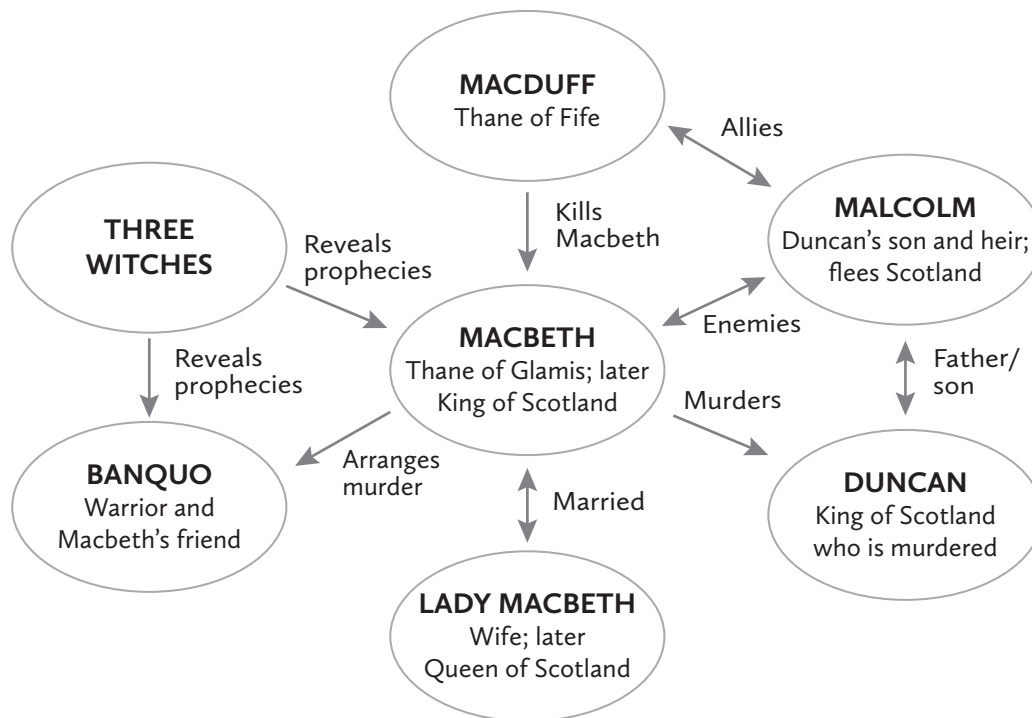 MACDUFF
Thane of Fife
Allies
THREE
WITCHES
Reveals
prophecies
Kills
Macbeth
MALCOLM
Duncan’s son and heir;
flees Scotland
Enemies
MACBETH
Thane of Glamis; later
King of Scotland
Reveals
prophecies
Father/
son
Murders
BANQUO
Warrior and
Macbeth’s friend
Arranges
murder
Married
DUNCAN
King of Scotland
who is murdered
LADY MACBETH
Wife; later
Queen of Scotland